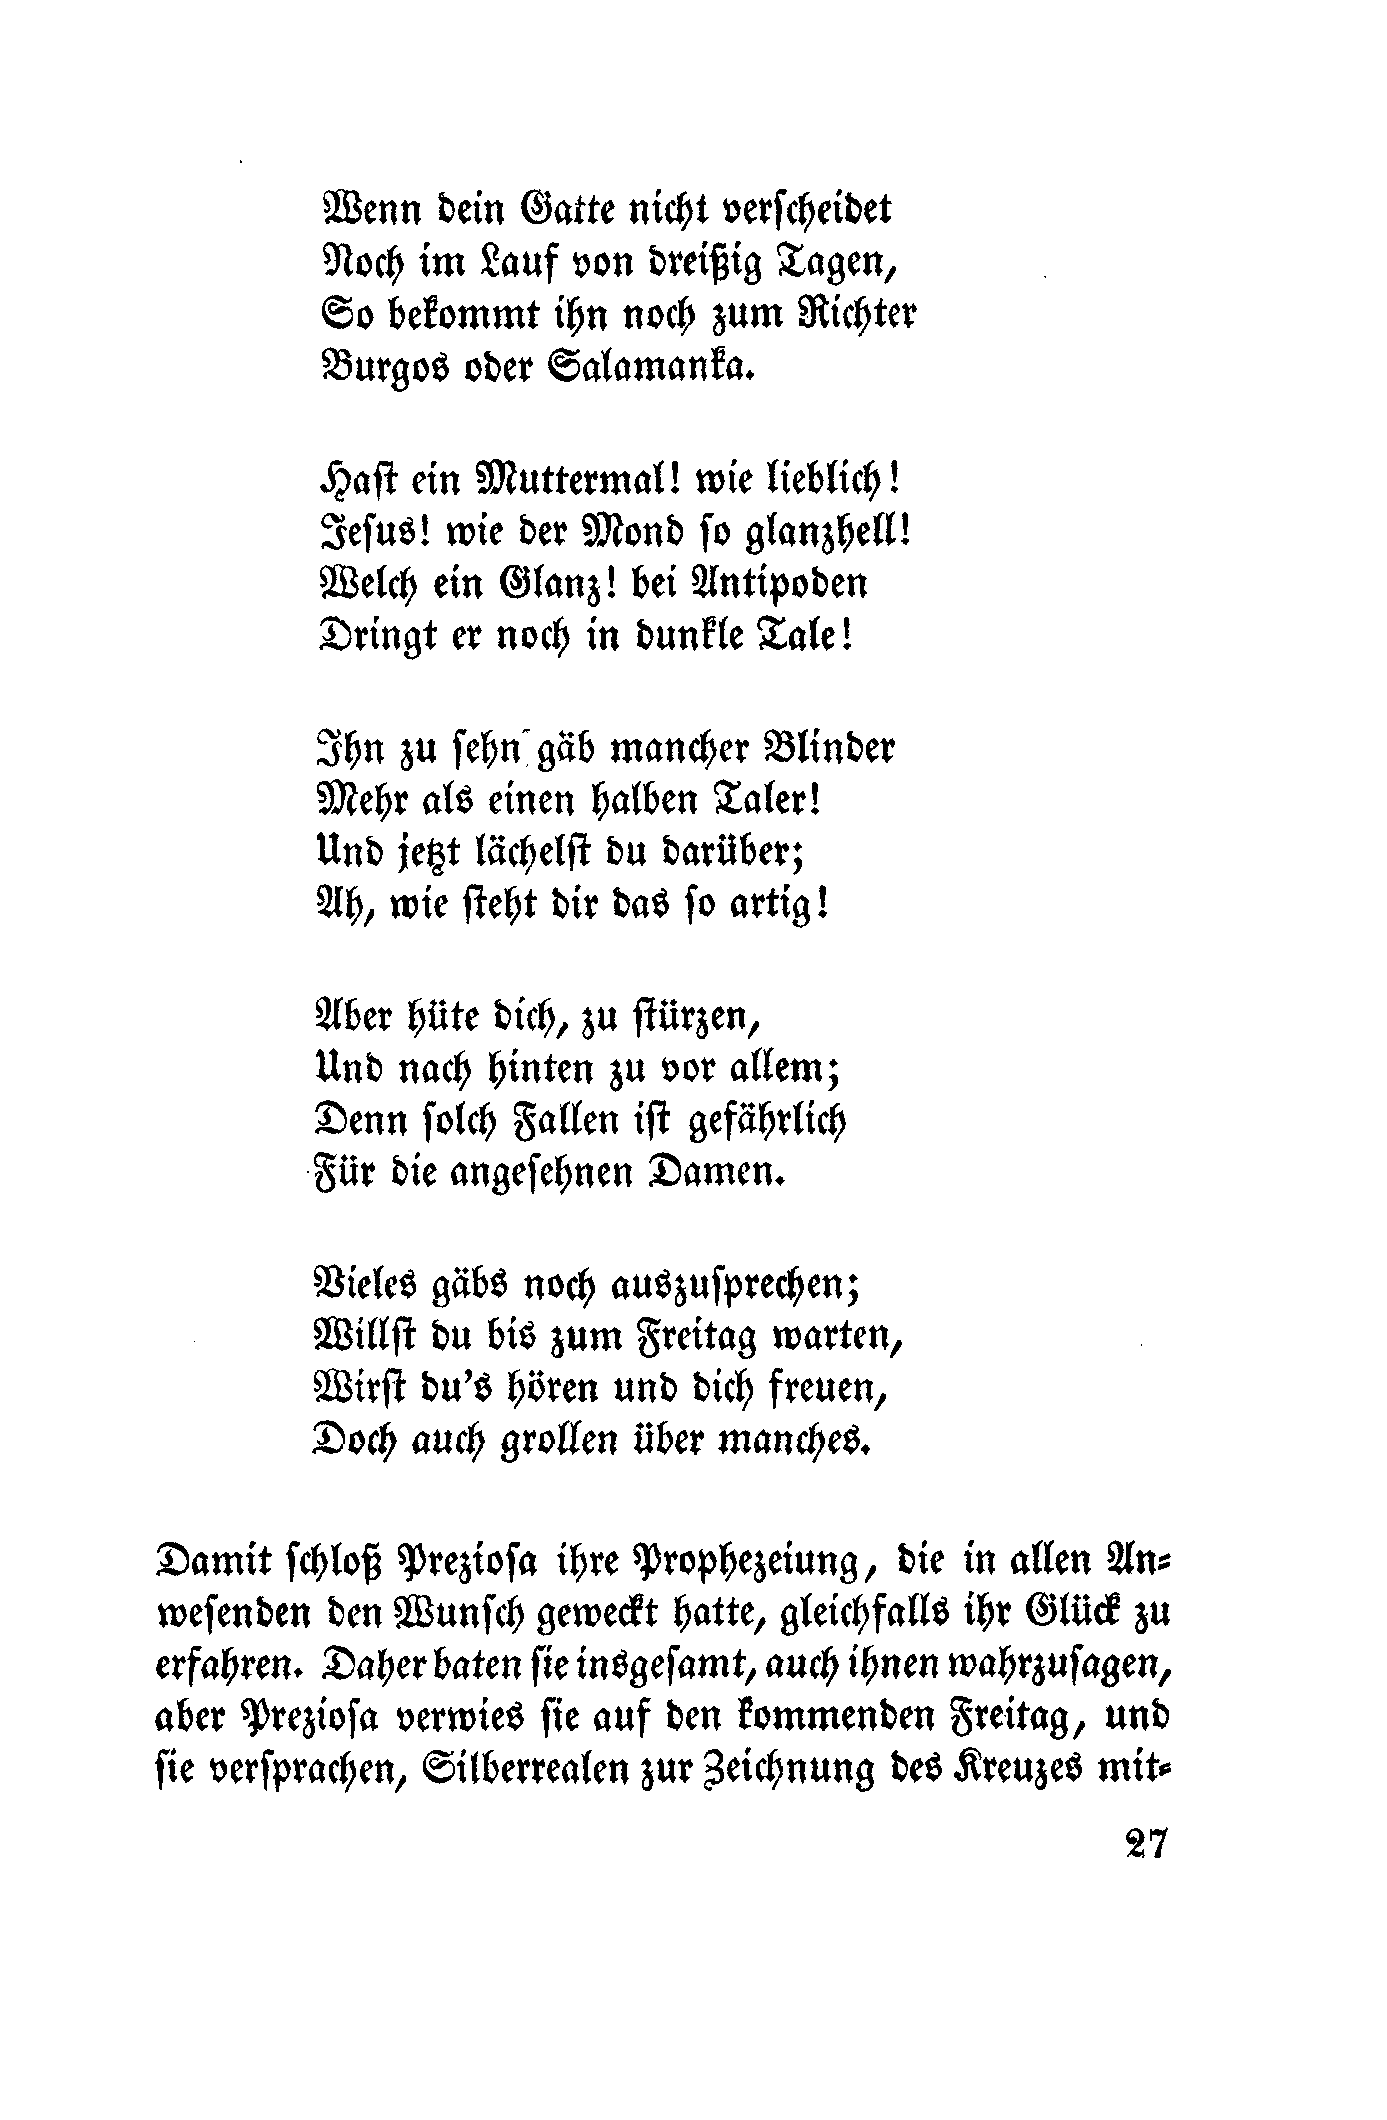 Wenn dein Gatte nicht verscheidet
Noch im Lauf von dreißig Tagen,
So bekommt ihn noch zum Richter
Burgos oder Salamanka.
Hast ein Muttermal! wie lieblich!
Jesus! wie der Mond so glanzhell!
Welch ein Glanz! bei Antipoden
Dringt er noch in dunkle Tale!
Ihn zu sehn gäb mancher Blinder
Mehr als einen halben Taler!
Und jetzt lächelst du darüber;
Ah, wie steht dir das so artig!
Aber hüte dich, zu stürzen,
Und nach hinten zu vor allem;
Denn solch Fallen ist gefährlich
Für die angesehnen Damen.
Vieles gäbs noch auszusprechen;
Willst du bis zum Freitag warten,
Wirst du's hören und dich freuen,
Doch auch grollen über manches.
Damit schloß Preziosa ihre Prophezeiung, die in allen An-
wesenden den Wunsch geweckt hatte, gleichfalls ihr Glück zu
erfahren. Daher baten sie insgesamt, auch ihnen wahrzusagen,
aber Preziosa verwies sie auf den kommenden Freitag, und
sie versprachen, Silberrealen zur Zeichnung des Kreuzes mit-
27